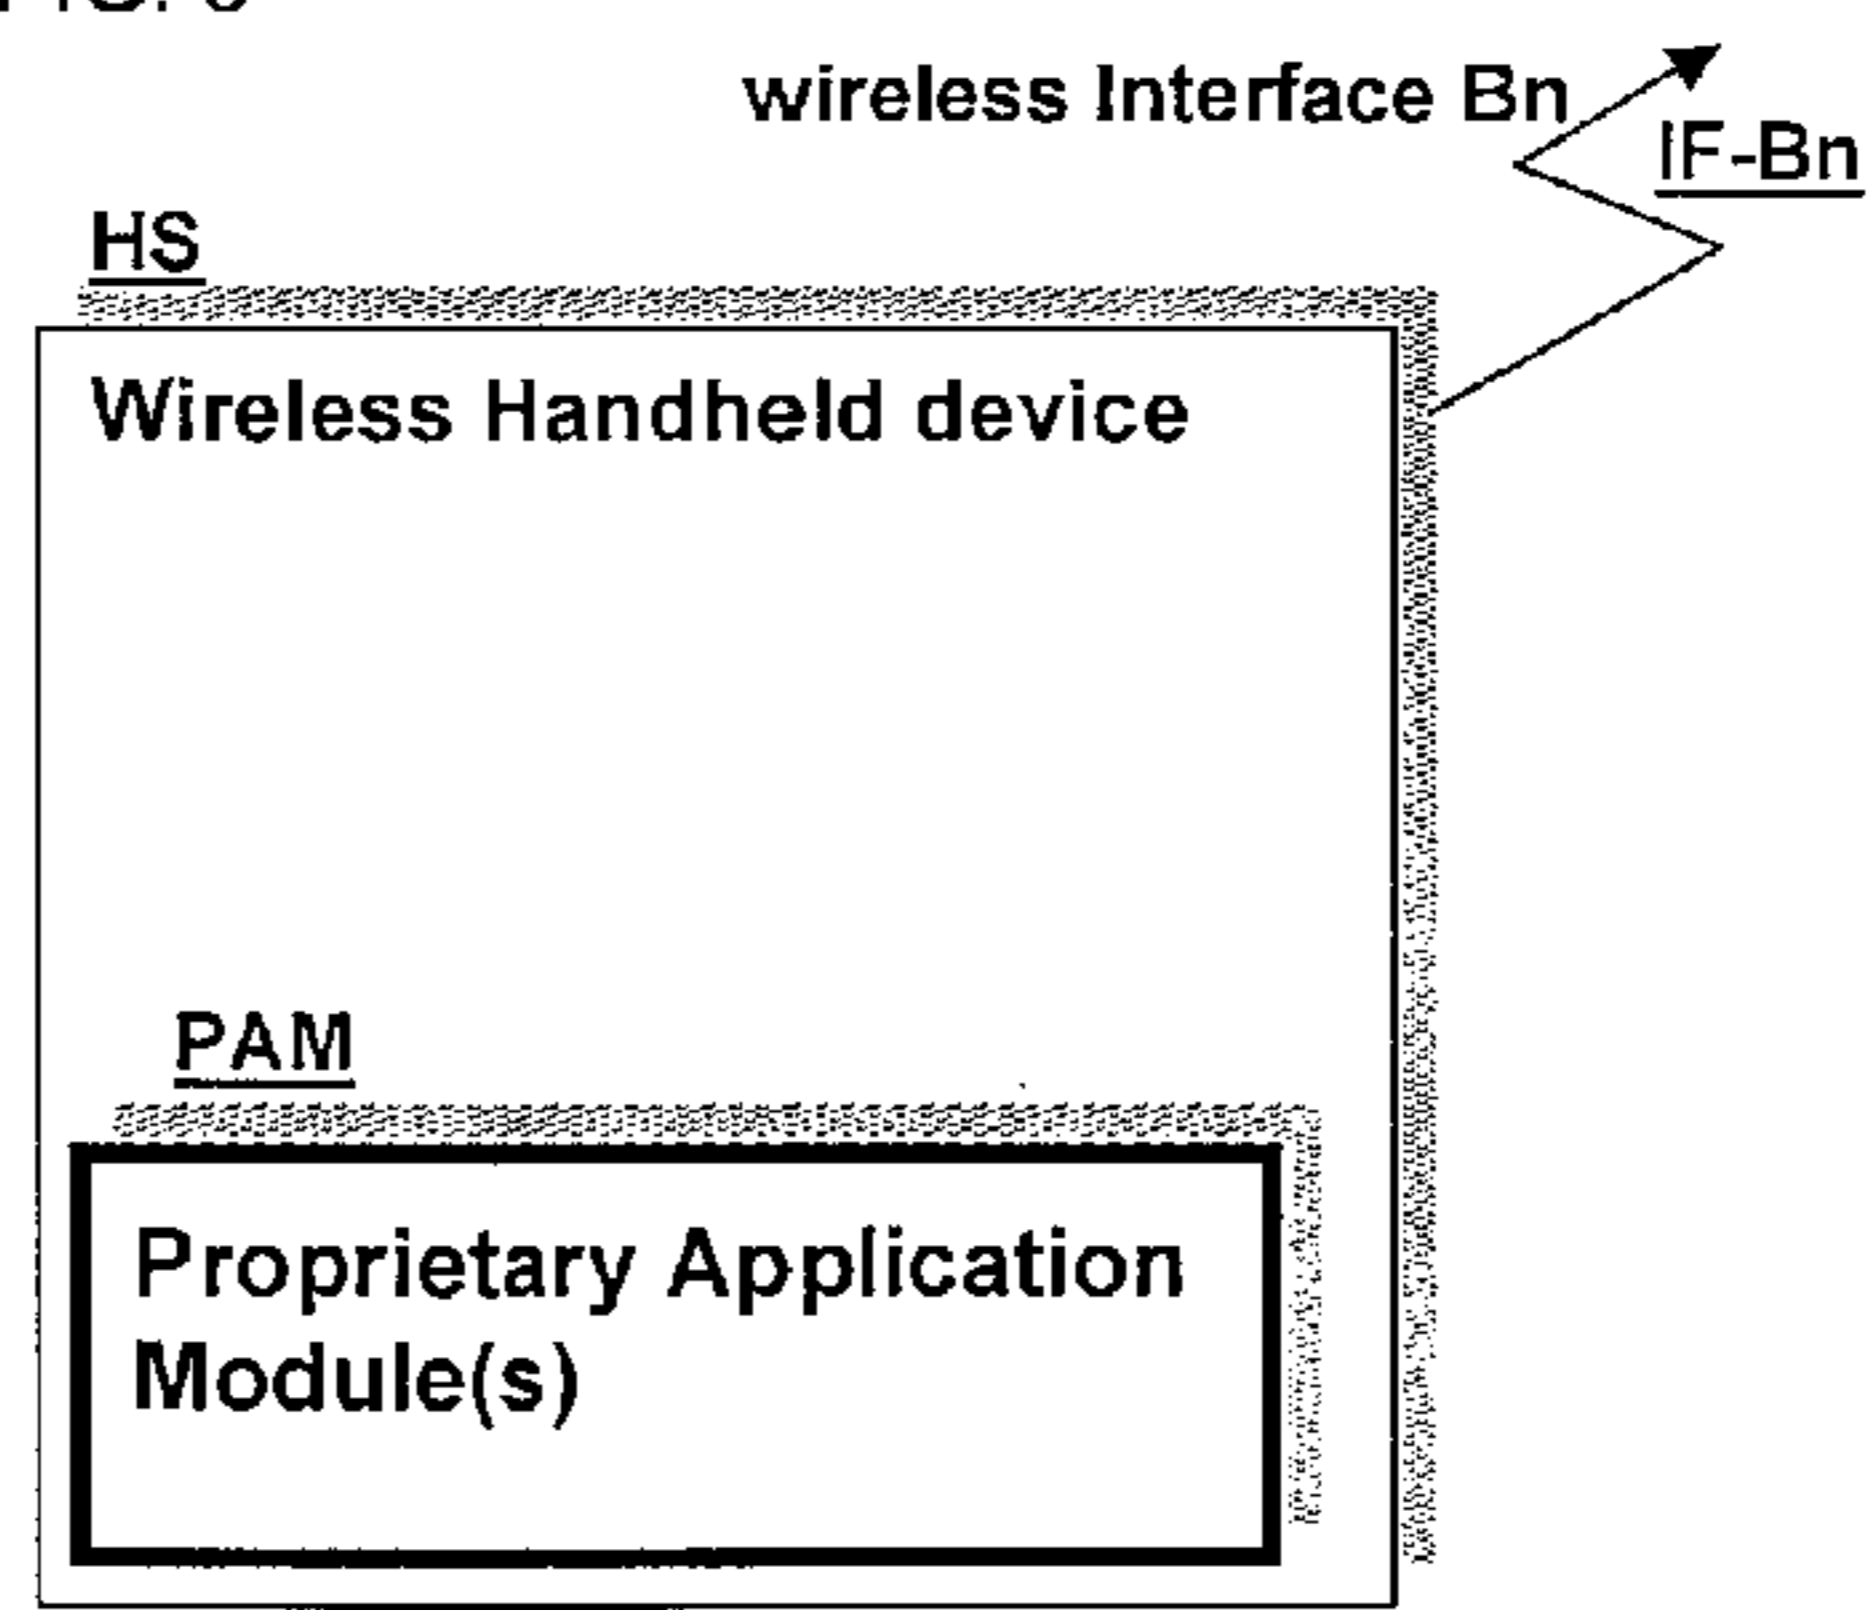 wireless Interface Bn
IF-Bn
HS
Wireless Handheld device
PAM
Proprietary Application
Module(s)